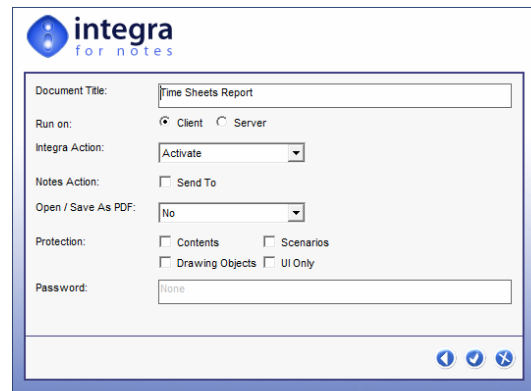 integra
for notes
Document Title: Time Sheets Report
Run on: Client Server
Integra Action: Activate
Notes Action: Send To
Open / Save As PDF: No
Protection: Contents Scenarios
Drawing Objects UI Only
Password: None